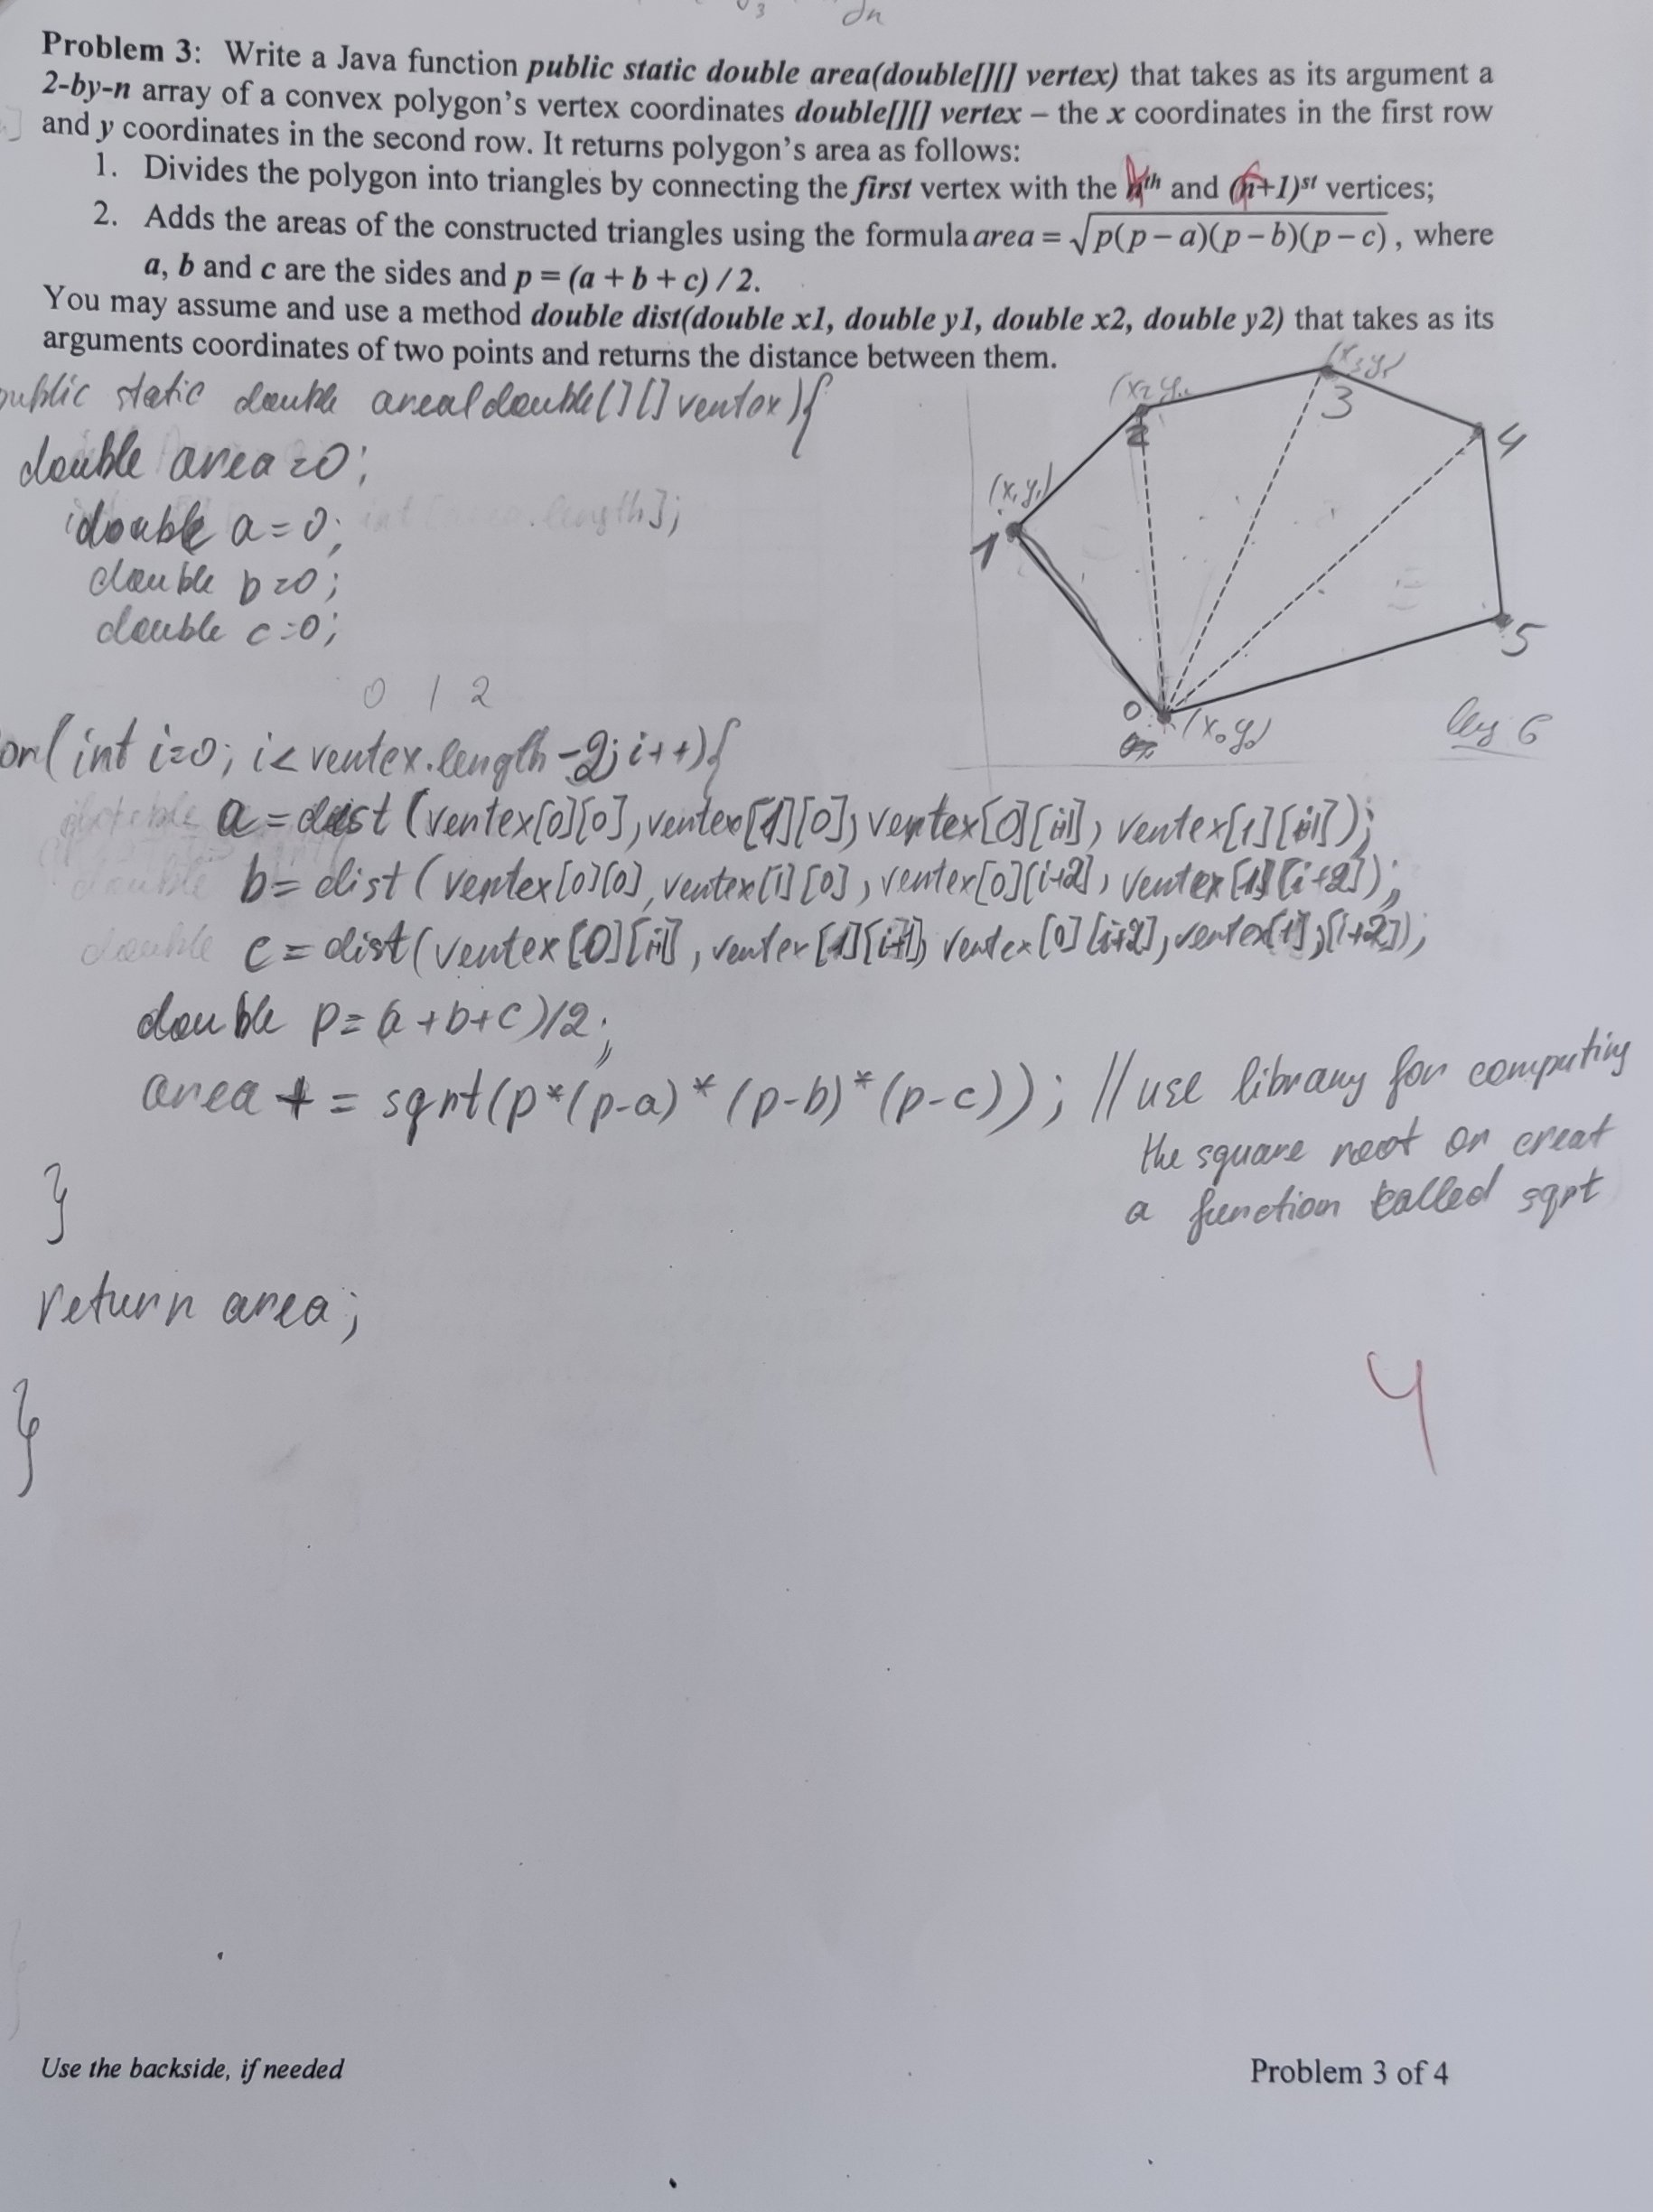 Problem 3: Write a Java function public static double area(double[][] vertex) that takes as its argument a
2-by-n array of a convex polygon's vertex coordinates double[][] vertex – the x coordinates in the first row
and y coordinates in the second row. It returns polygon's area as follows:
1. Divides the polygon into triangles by connecting the first vertex with the kth and (k+1)st vertices;
2. Adds the areas of the constructed triangles using the formula area = √p(p – a)(p – b)(p – c) , where
a, b and c are the sides and p = (a + b + c) / 2.
You may assume and use a method double dist(double x1, double y1, double x2, double y2) that takes as its
arguments coordinates of two points and returns the distance between them.
public static double area(double[][] ventex){
double area=0;
double a=0;
double b=0;
double c=0;
0 1 2
for(int i=0; i< ventex.length-2; i++){
a=dist(ventex[0][0],ventex[1][0],ventex[0][i+1], ventex[1][i+1]);
b=dist(ventex[0][0],ventex[1][0],ventex[0][i+2], ventex[1][i+2]);
c=dist(ventex[0][i+1], ventex[1][i+1], ventex[0][i+2],ventex[1],[i+2]);
double p=(a+b+c)/2;
area += sqrt(p*(p-a)*(p-b)*(p-c)); //use library for computing
the square root or creat
a function called sqrt
}
return area;
}
(x2 y2
3
4
(x1 y1)
2
1
5
0
(x0 y0)
6
4
Use the backside, if needed
Problem 3 of 4